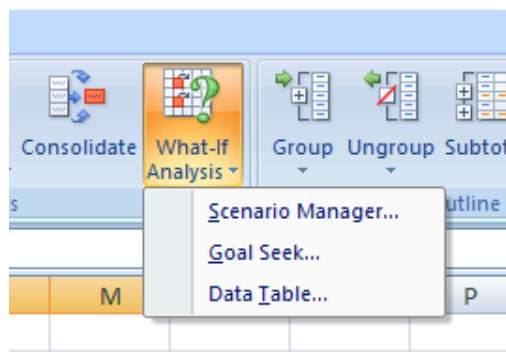 Consolidate
What-If
Analysis
Group
Ungroup
Subtot
s
utline
Scenario Manager...
Goal Seek...
Data Table...
M
P